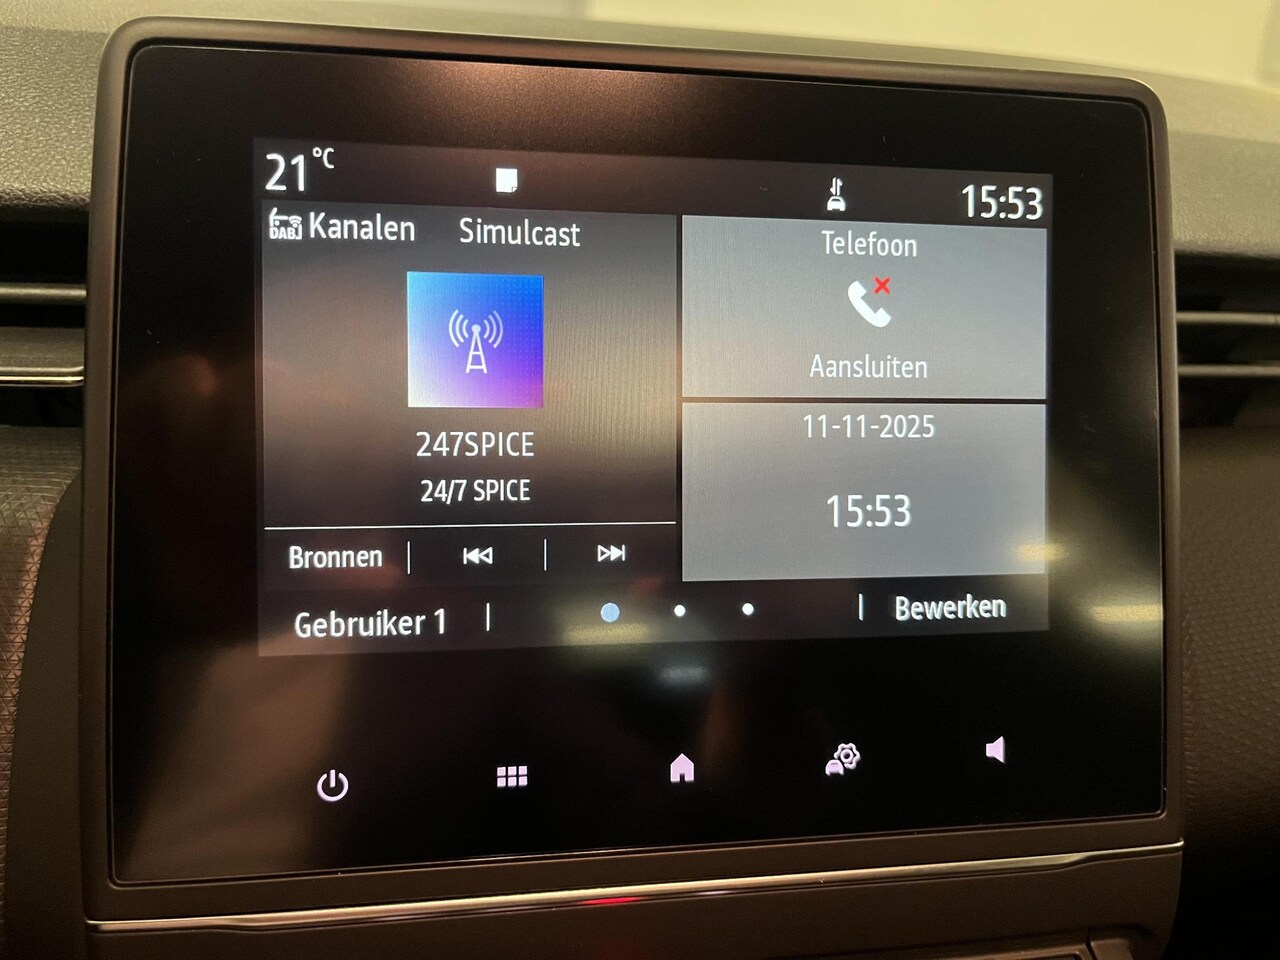 21°C
15:53
DAB Kanalen Simulcast
247SPICE
24/7 SPICE
Bronnen
Telefoon
Aansluiten
11-11-2025
15:53
Gebruiker 1
Bewerken